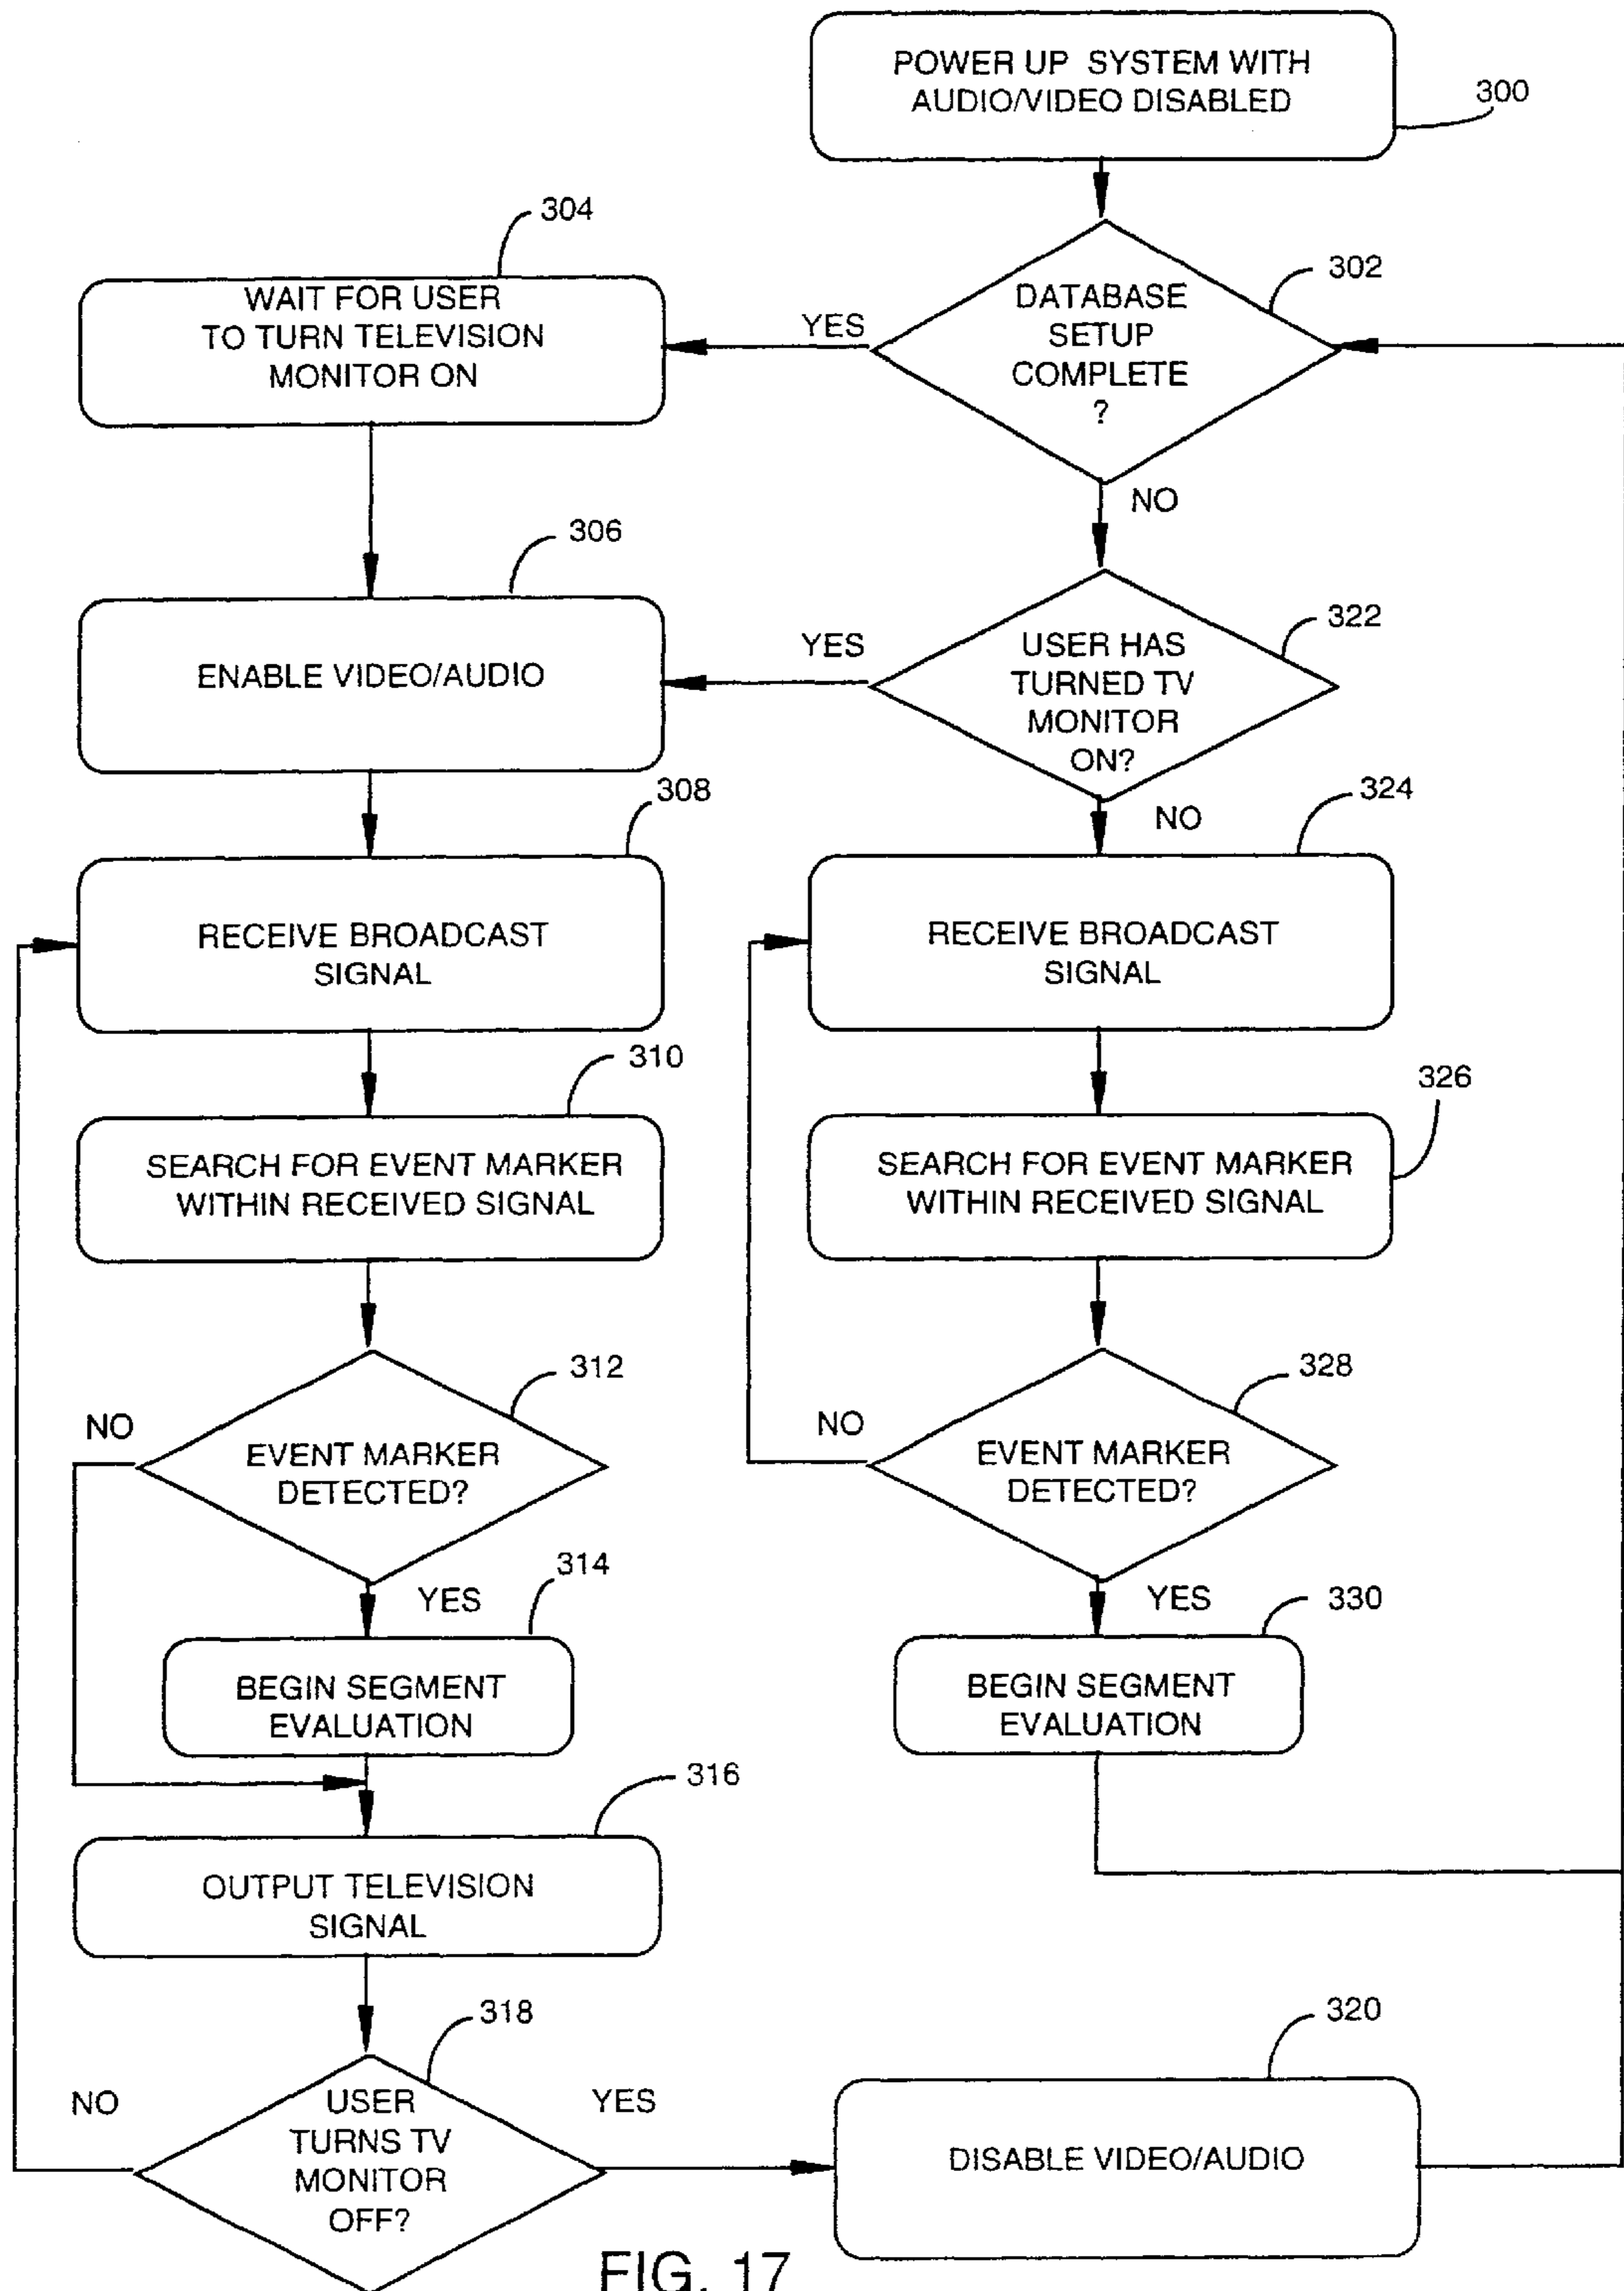 POWER UP SYSTEM WITH
AUDIO/VIDEO DISABLED
300
304
WAIT FOR USER
TO TURN TELEVISION
MONITOR ON
YES
DATABASE
SETUP
COMPLETE
?
302
NO
306
ENABLE VIDEO/AUDIO
YES
USER HAS
TURNED TV
MONITOR
ON?
322
NO
308
RECEIVE BROADCAST
SIGNAL
324
RECEIVE BROADCAST
SIGNAL
310
SEARCH FOR EVENT MARKER
WITHIN RECEIVED SIGNAL
326
SEARCH FOR EVENT MARKER
WITHIN RECEIVED SIGNAL
312
NO
EVENT MARKER
DETECTED?
YES
328
NO
EVENT MARKER
DETECTED?
YES
314
BEGIN SEGMENT
EVALUATION
330
BEGIN SEGMENT
EVALUATION
316
OUTPUT TELEVISION
SIGNAL
318
NO
USER
TURNS TV
MONITOR
OFF?
YES
320
DISABLE VIDEO/AUDIO
FIG. 17